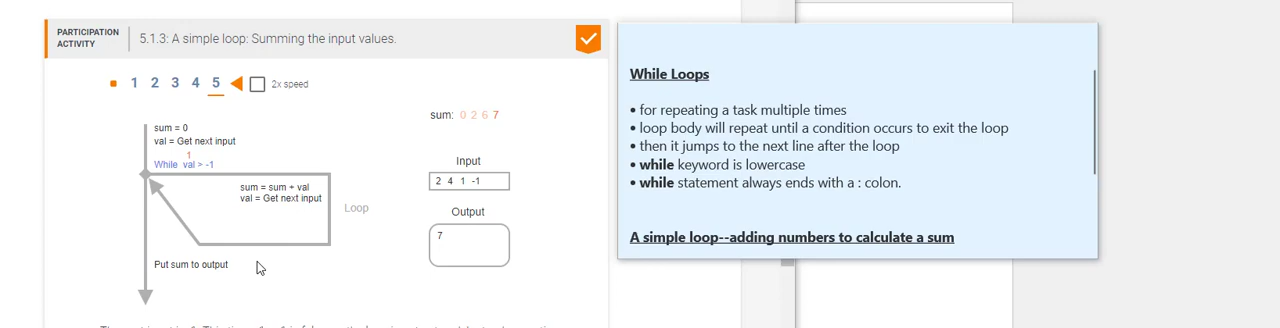 PARTICIPATION
ACTIVITY
5.1.3: A simple loop: Summing the input values.
1 2 3 4 5 2x speed
sum = 0
val = Get next input
1
While val > -1
sum = sum + val
val = Get next input
Loop
Put sum to output
sum: 0 2 6 7
Input
2 4 1 -1
Output
7
While Loops
• for repeating a task multiple times
• loop body will repeat until a condition occurs to exit the loop
• then it jumps to the next line after the loop
• while keyword is lowercase
• while statement always ends with a : colon.
A simple loop--adding numbers to calculate a sum